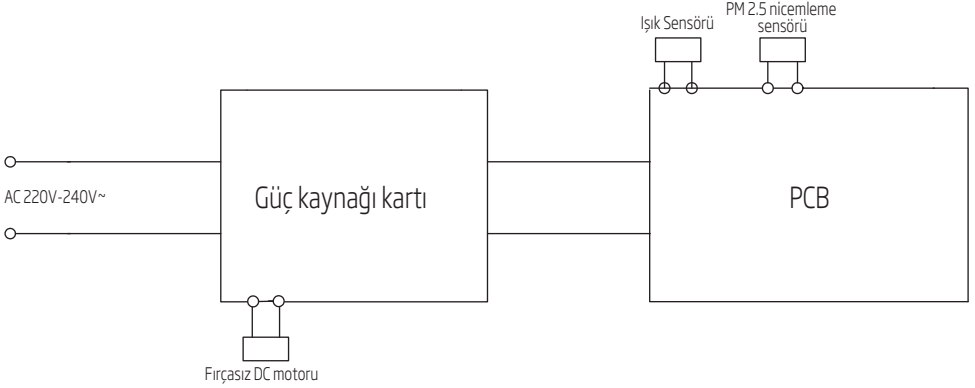 PM 2.5 nicemleme
sensörü
Işık Sensörü
AC 220V-240V~
Güç kaynağı kartı
PCB
Fırçasız DC motoru